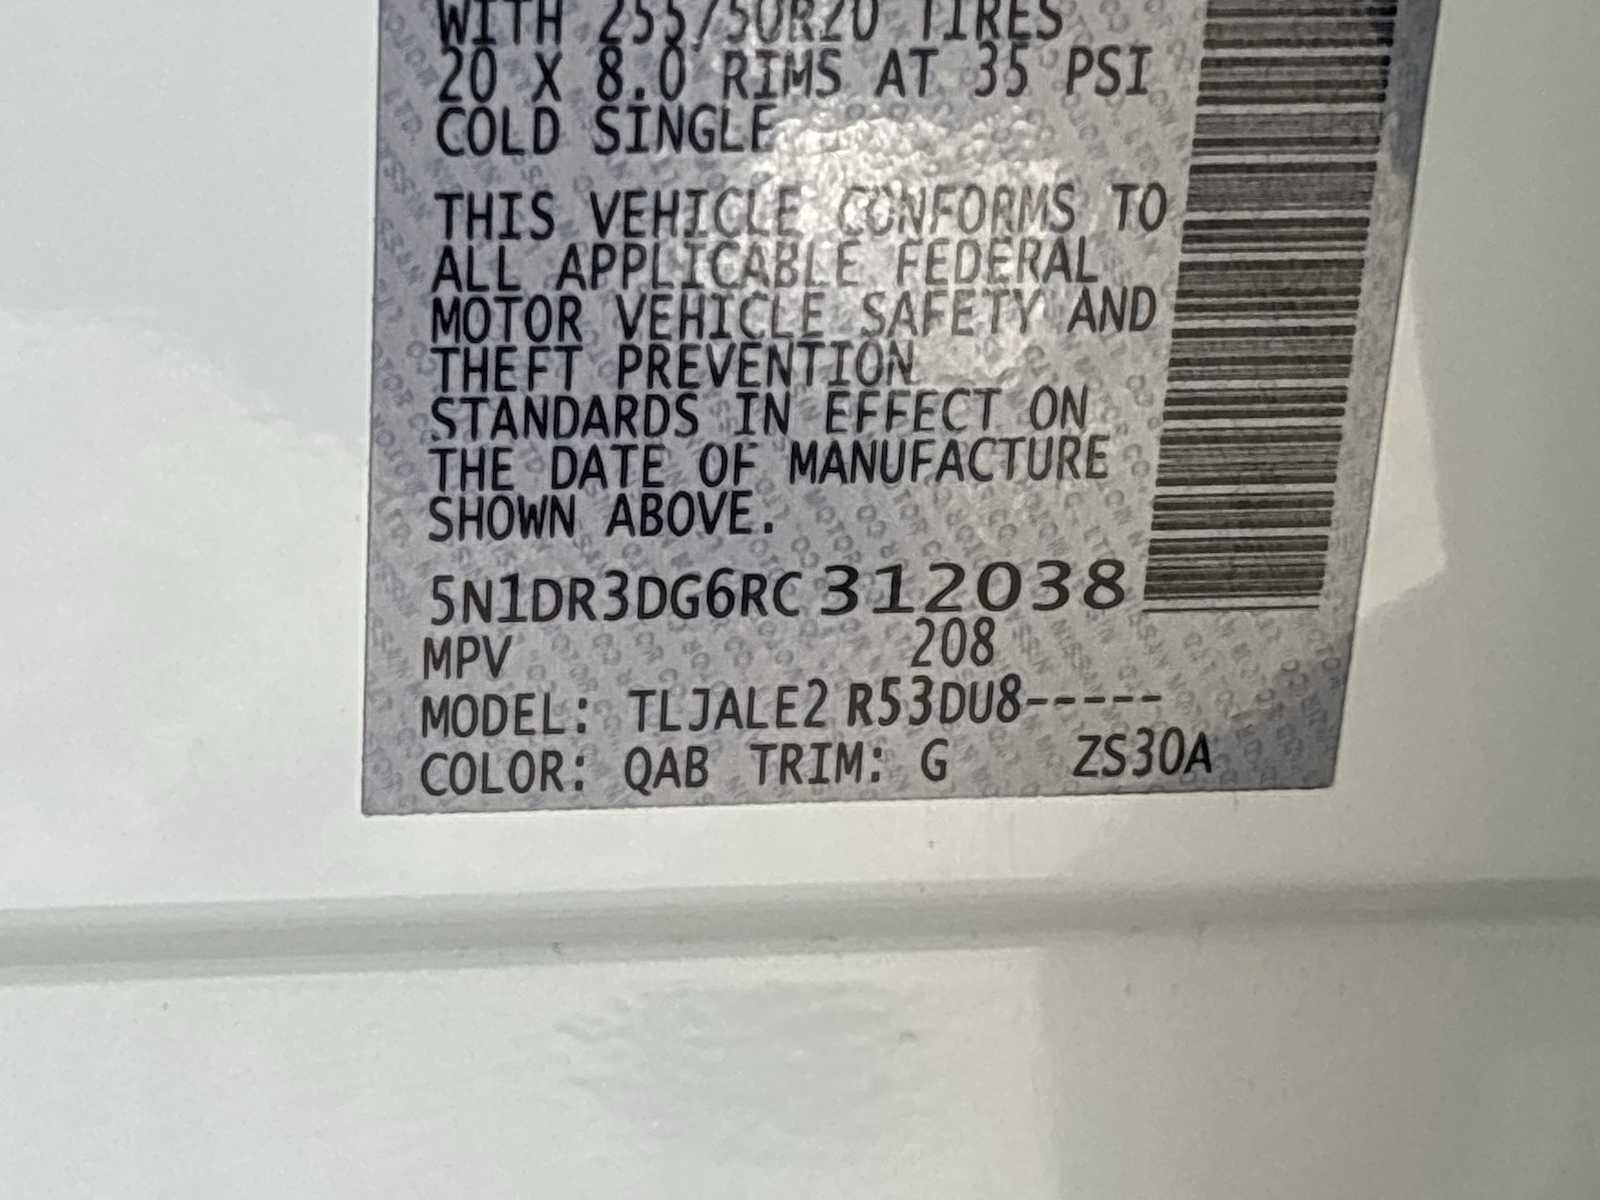 WITH 255/50R20 TIRES
20 X 8.0 RIMS AT 35 PSI
COLD SINGLE
THIS VEHICLE CONFORMS TO
ALL APPLICABLE FEDERAL
MOTOR VEHICLE SAFETY AND
THEFT PREVENTION
STANDARDS IN EFFECT ON
THE DATE OF MANUFACTURE
SHOWN ABOVE.
5N1DR3DG6RC312038
MPV 208
MODEL: TLJALE2 R53DU8-----
COLOR: QAB TRIM: G ZS30A